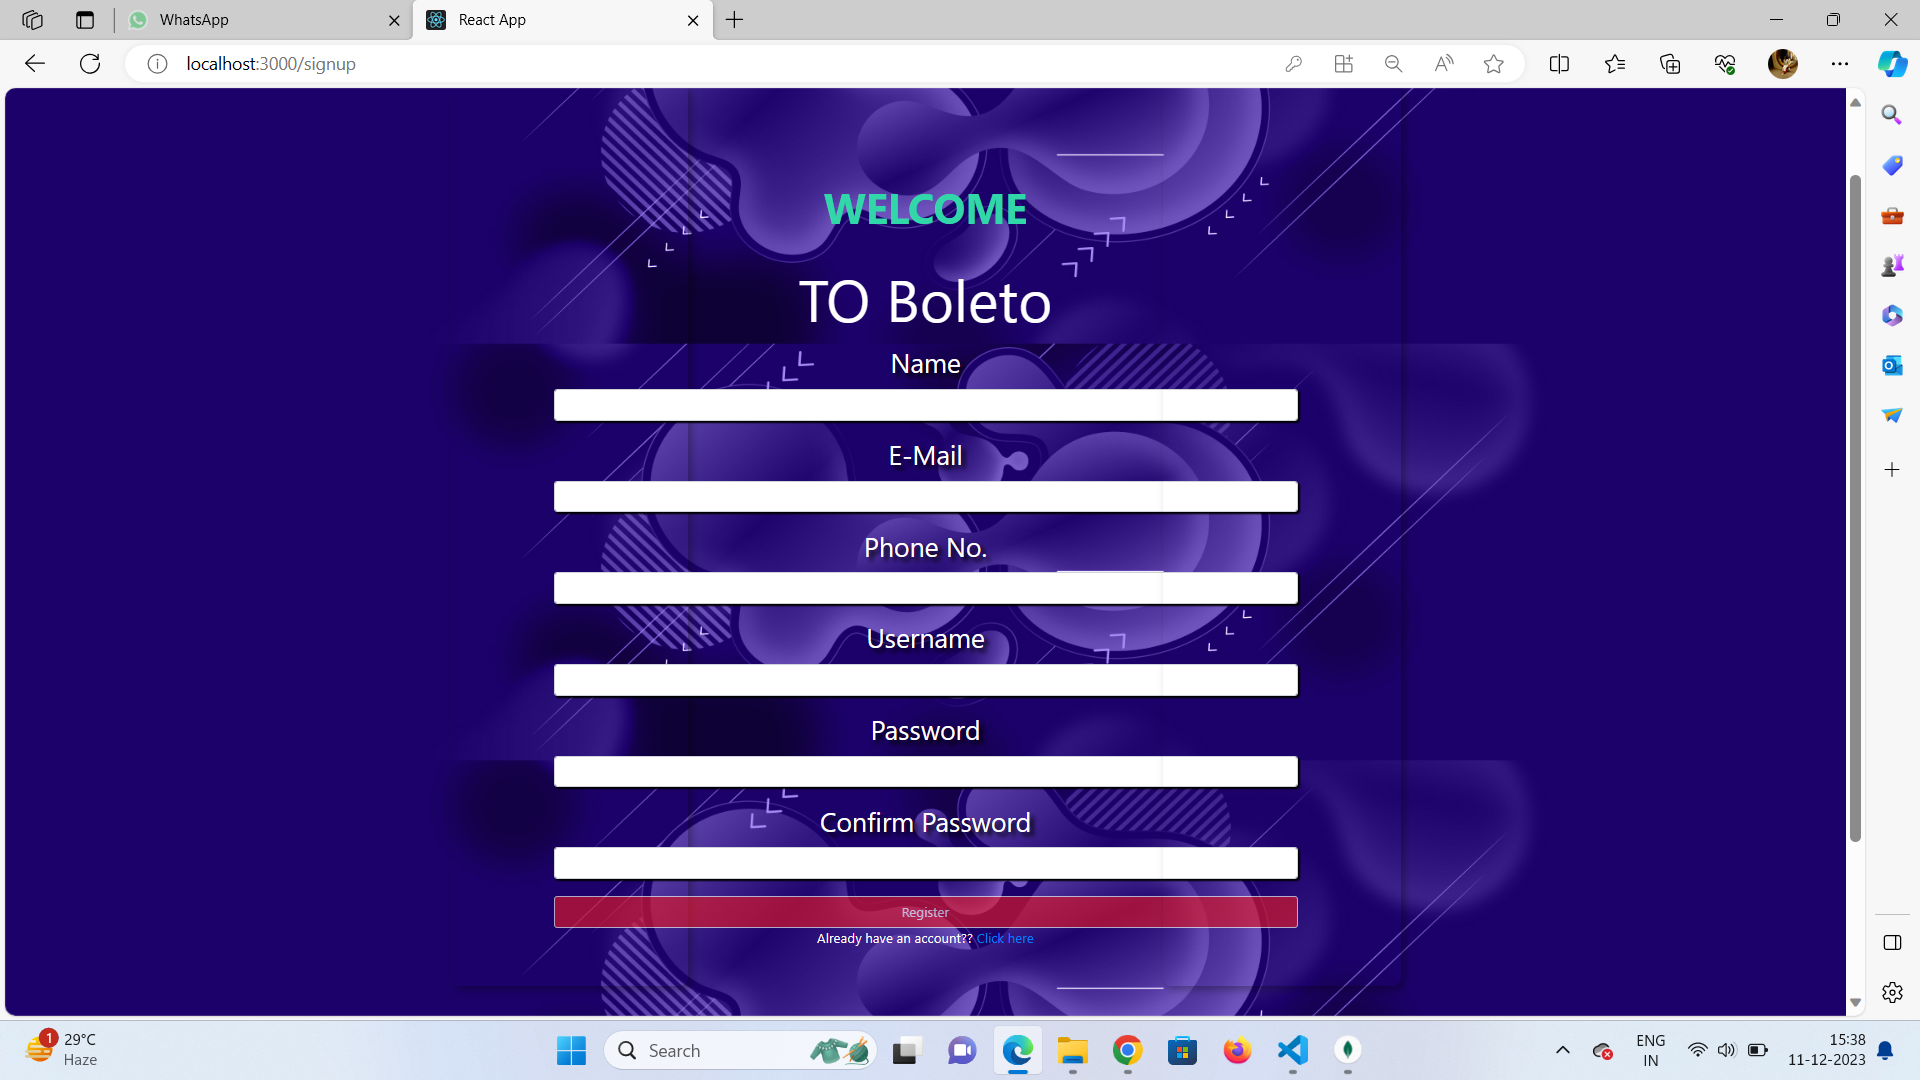 WhatsApp
React App
localhost:3000/signup
WELCOME
TO Boleto
Name
E-Mail
Phone No.
Username
Password
Confirm Password
Register
Already have an account?? Click here
1
29°C
Haze
Search
ENG
IN
15:38
11-12-2023